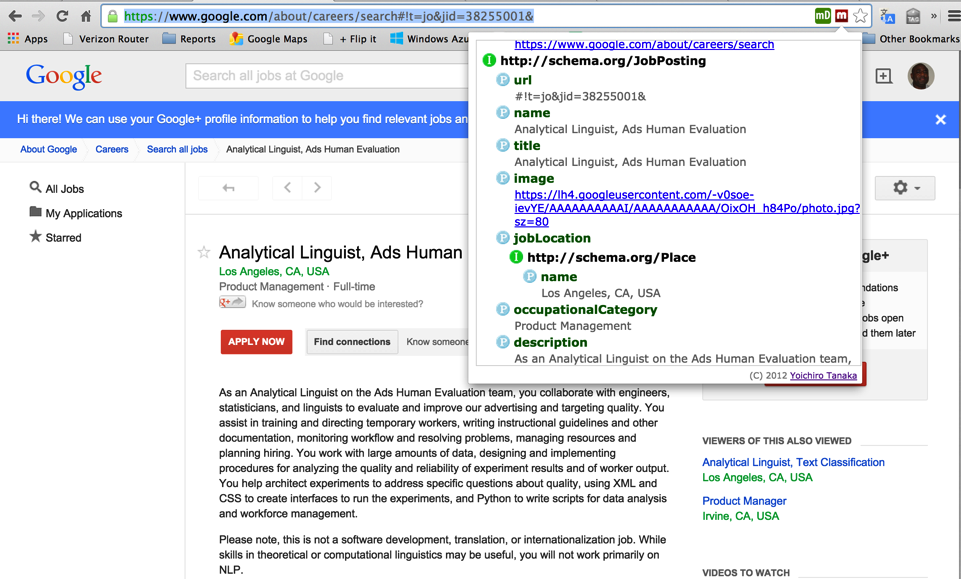 https://www.google.com/about/careers/search#!t=jo&jid=38255001&
mD
m
TAG
»
Apps
Verizon Router
Reports
Google Maps
+ Flip it
Windows Azu
Other Bookmarks
Google
Search all jobs at Google
Hi there! We can use your Google+ profile information to help you find relevant jobs an
About Google
Careers
Search all jobs
Analytical Linguist, Ads Human Evaluation
All Jobs
My Applications
Starred
Analytical Linguist, Ads Human
Los Angeles, CA, USA
Product Management · Full-time
Know someone who would be interested?
APPLY NOW
Find connections
Know someone
As an Analytical Linguist on the Ads Human Evaluation team, you collaborate with engineers,
statisticians, and linguists to evaluate and improve our advertising and targeting quality. You
assist in training and directing temporary workers, writing instructional guidelines and other
documentation, monitoring workflow and resolving problems, managing resources and
planning hiring. You work with large amounts of data, designing and implementing
procedures for analyzing the quality and reliability of experiment results and of worker output.
You help architect experiments to address specific questions about quality, using XML and
CSS to create interfaces to run the experiments, and Python to write scripts for data analysis
and workforce management.
Please note, this is not a software development, translation, or internationalization job. While
skills in theoretical or computational linguistics may be useful, you will not work primarily on
NLP.
https://www.google.com/about/careers/search
I http://schema.org/JobPosting
P url
#!t=jo&jid=38255001&
P name
Analytical Linguist, Ads Human Evaluation
P title
Analytical Linguist, Ads Human Evaluation
P image
https://lh4.googleusercontent.com/-v0soe-
ievYE/AAAAAAAAAAI/AAAAAAAAAAA/OixOH_h84Po/photo.jpg?
sz=80
P jobLocation
I http://schema.org/Place
P name
Los Angeles, CA, USA
P occupationalCategory
Product Management
P description
As an Analytical Linguist on the Ads Human Evaluation team,
(C) 2012 Yoichiro Tanaka
gle+
ndations
e
obs open
d them later
VIEWERS OF THIS ALSO VIEWED
Analytical Linguist, Text Classification
Los Angeles, CA, USA
Product Manager
Irvine, CA, USA
VIDEOS TO WATCH